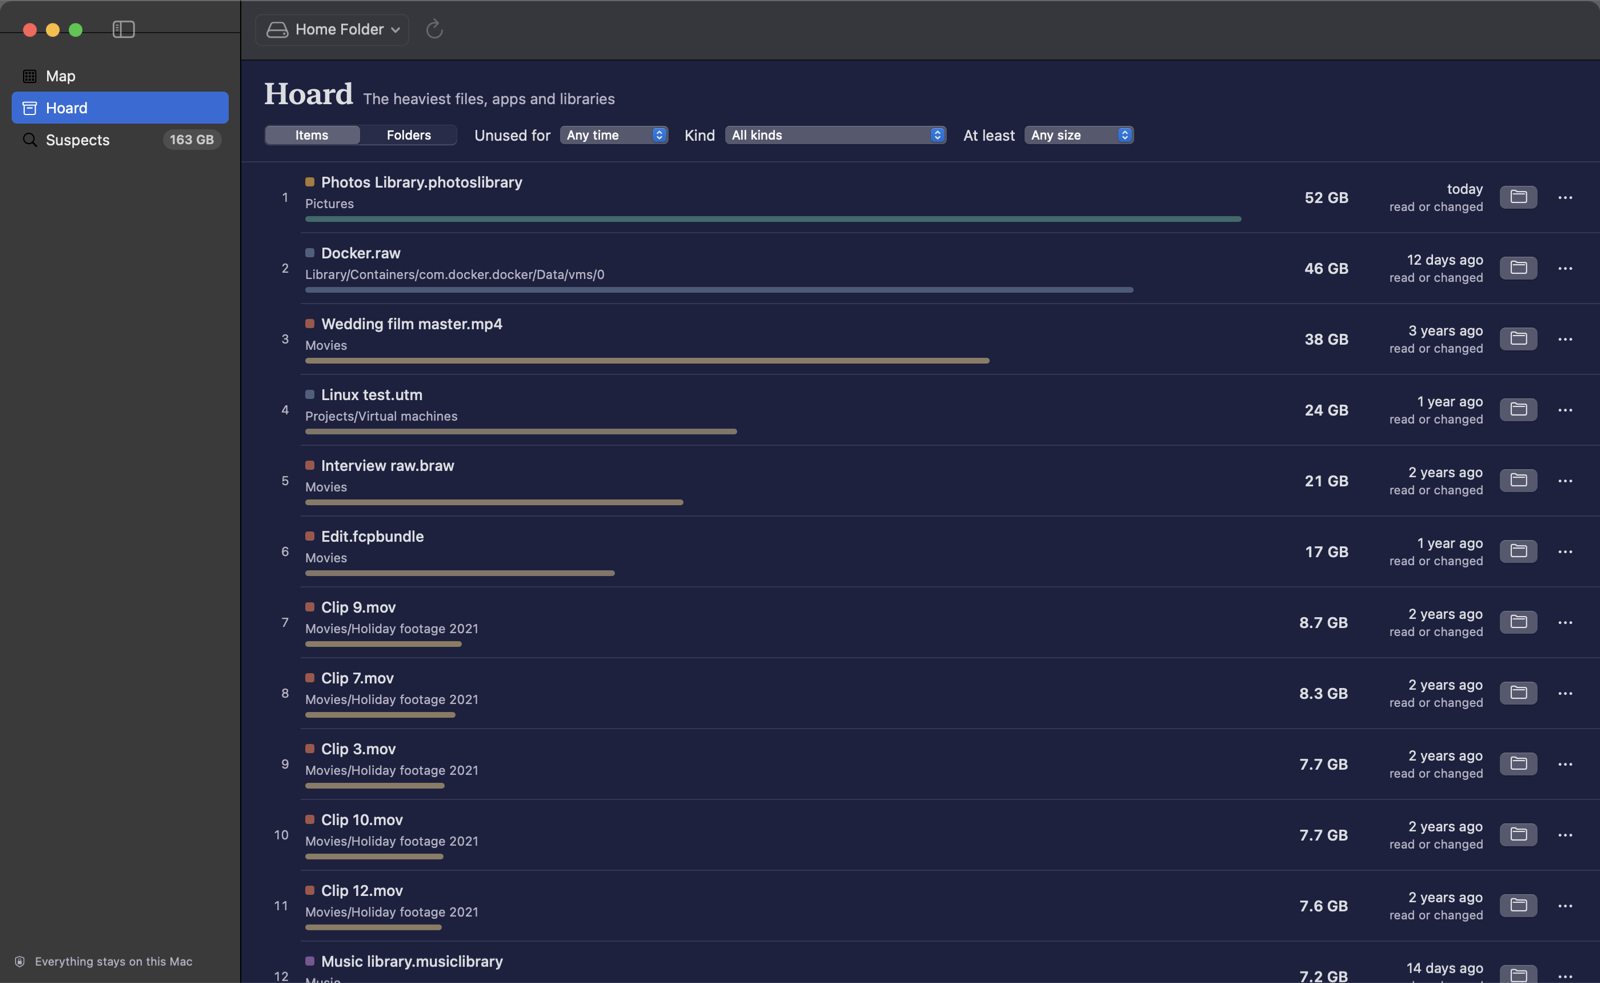 Home Folder
Map
Hoard
Suspects 163 GB
Hoard The heaviest files, apps and libraries
Items Folders Unused for Any time Kind All kinds At least Any size
1 Photos Library.photoslibrary 52 GB today
Pictures read or changed
2 Docker.raw 46 GB 12 days ago
Library/Containers/com.docker.docker/Data/vms/0 read or changed
3 Wedding film master.mp4 38 GB 3 years ago
Movies read or changed
4 Linux test.utm 24 GB 1 year ago
Projects/Virtual machines read or changed
5 Interview raw.braw 21 GB 2 years ago
Movies read or changed
6 Edit.fcpbundle 17 GB 1 year ago
Movies read or changed
7 Clip 9.mov 8.7 GB 2 years ago
Movies/Holiday footage 2021 read or changed
8 Clip 7.mov 8.3 GB 2 years ago
Movies/Holiday footage 2021 read or changed
9 Clip 3.mov 7.7 GB 2 years ago
Movies/Holiday footage 2021 read or changed
10 Clip 10.mov 7.7 GB 2 years ago
Movies/Holiday footage 2021 read or changed
11 Clip 12.mov 7.6 GB 2 years ago
Movies/Holiday footage 2021 read or changed
12 Music library.musiclibrary 7.2 GB 14 days ago
Music
Everything stays on this Mac